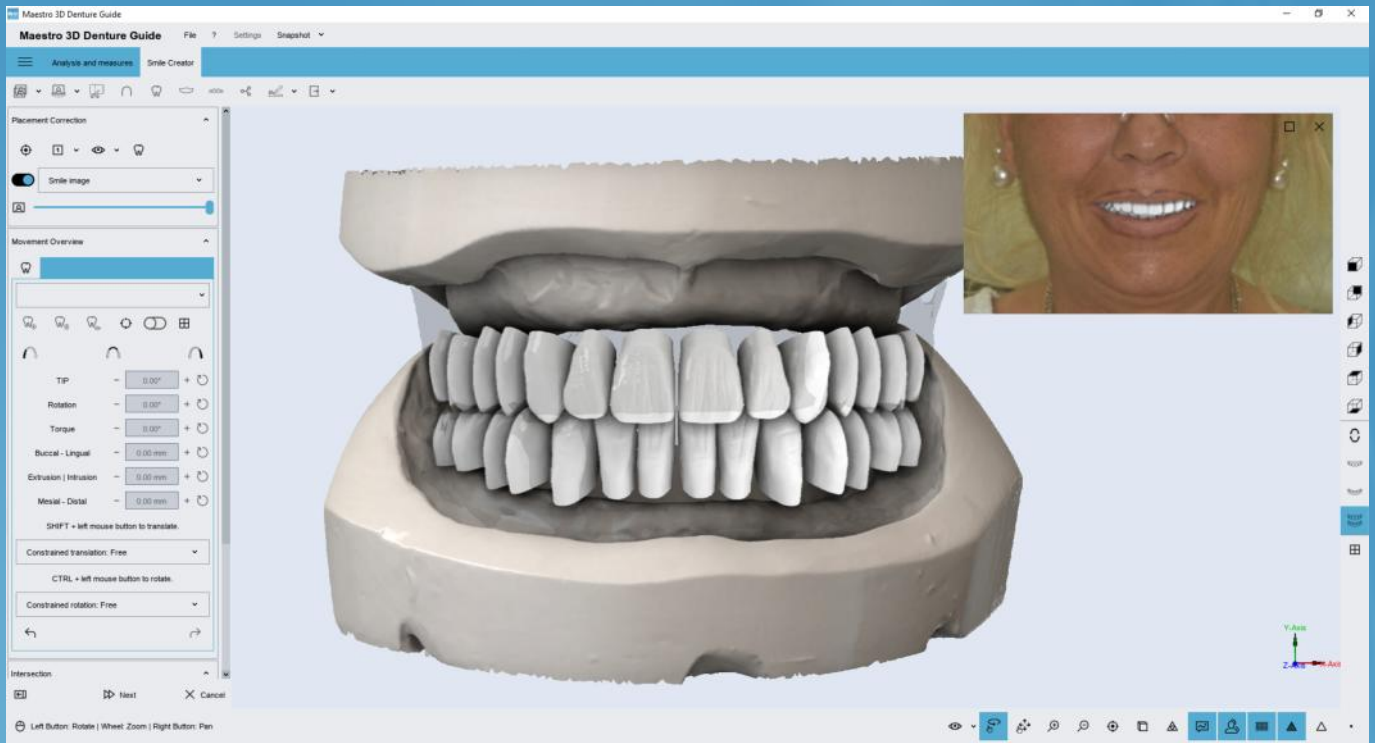 Maestro 3D Denture Guide
Maestro 3D Denture Guide File ? Settings Snapshot
Analysis and measures Smile Creator
Placement Correction
1
Smile image
Movement Overview
TIP - 0.00° +
Rotation - 0.00° +
Torque - 0.00° +
Buccal - Lingual - 0.00 mm +
Extrusion | Intrusion - 0.00 mm +
Mesial - Distal - 0.00 mm +
SHIFT + left mouse button to translate.
Constrained translation: Free
CTRL + left mouse button to rotate.
Constrained rotation: Free
Intersection
Next Cancel
Y-Axis
Z-Axis X-Axis
Left Button: Rotate | Wheel: Zoom | Right Button: Pan